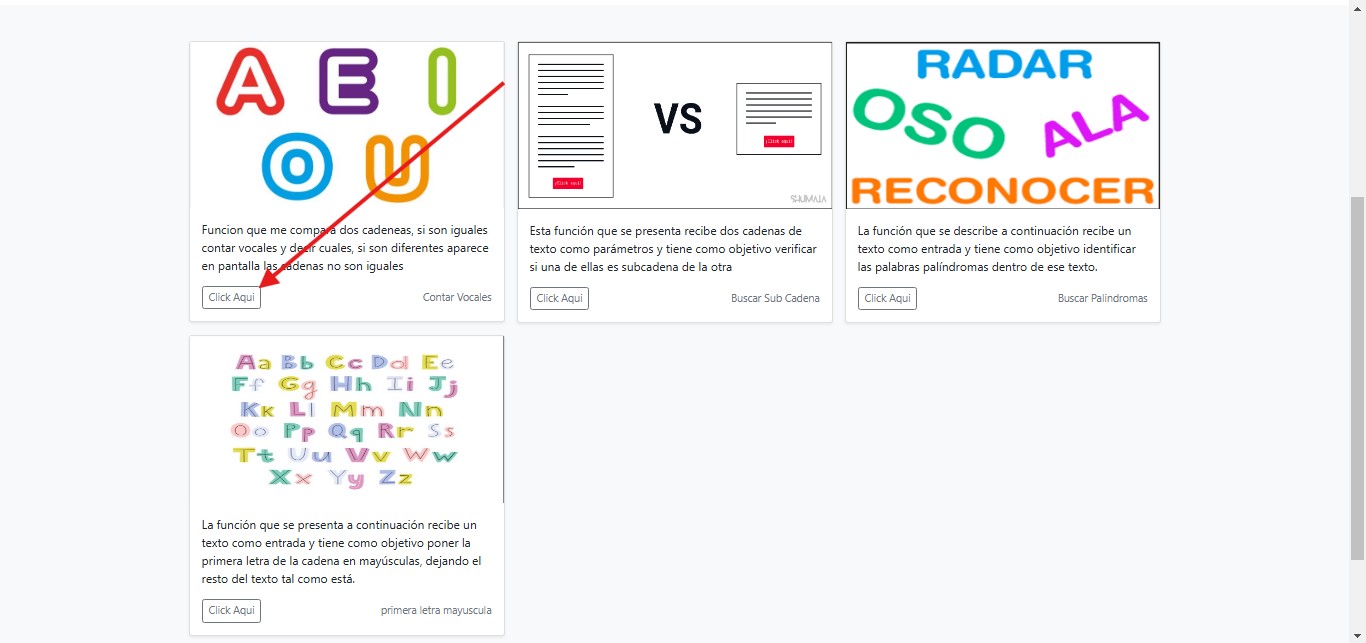 A E I
O U
Funcion que me compara dos cadeneas, si son iguales
contar vocales y decir cuales, si son diferentes aparece
en pantalla las cadenas no son iguales
Click Aqui
Contar Vocales
VS
¡Click aquí!
¡Click aquí!
SHUMAIA
Esta función que se presenta recibe dos cadenas de
texto como parámetros y tiene como objetivo verificar
si una de ellas es subcadena de la otra
Click Aqui
Buscar Sub Cadena
RADAR
OSO
ALA
RECONOCER
La función que se describe a continuación recibe un
texto como entrada y tiene como objetivo identificar
las palabras palíndromas dentro de ese texto.
Click Aqui
Buscar Palíndromas
Aa Bb Cc Dd Ee
Ff Gg Hh Ii Jj
Kk Ll Mm Nn
Oo Pp Qq Rr Ss
Tt Uu Vv Ww
Xx Yy Zz
La función que se presenta a continuación recibe un
texto como entrada y tiene como objetivo poner la
primera letra de la cadena en mayúsculas, dejando el
resto del texto tal como está.
Click Aqui
primera letra mayuscula